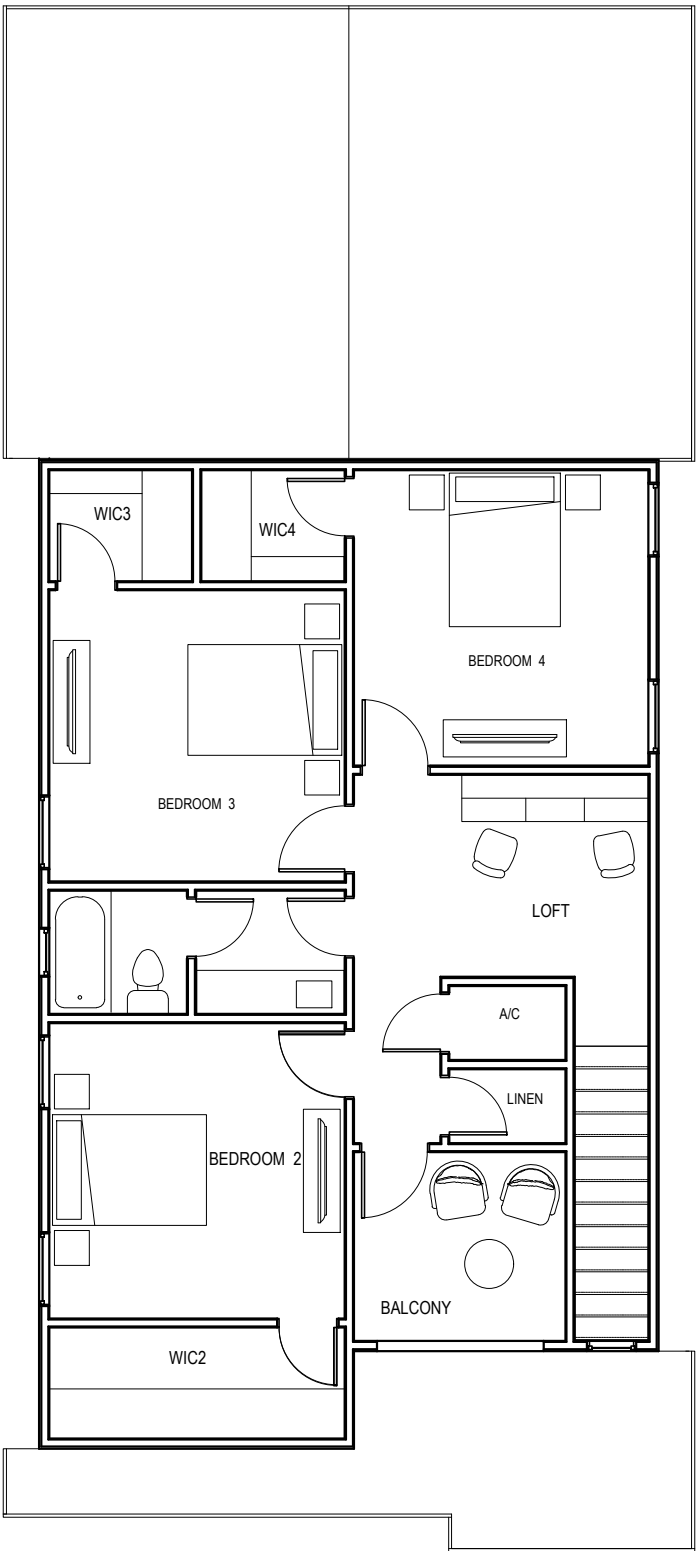 WIC3
WIC4
BEDROOM 4
BEDROOM 3
LOFT
A/C
LINEN
BEDROOM 2
BALCONY
WIC2